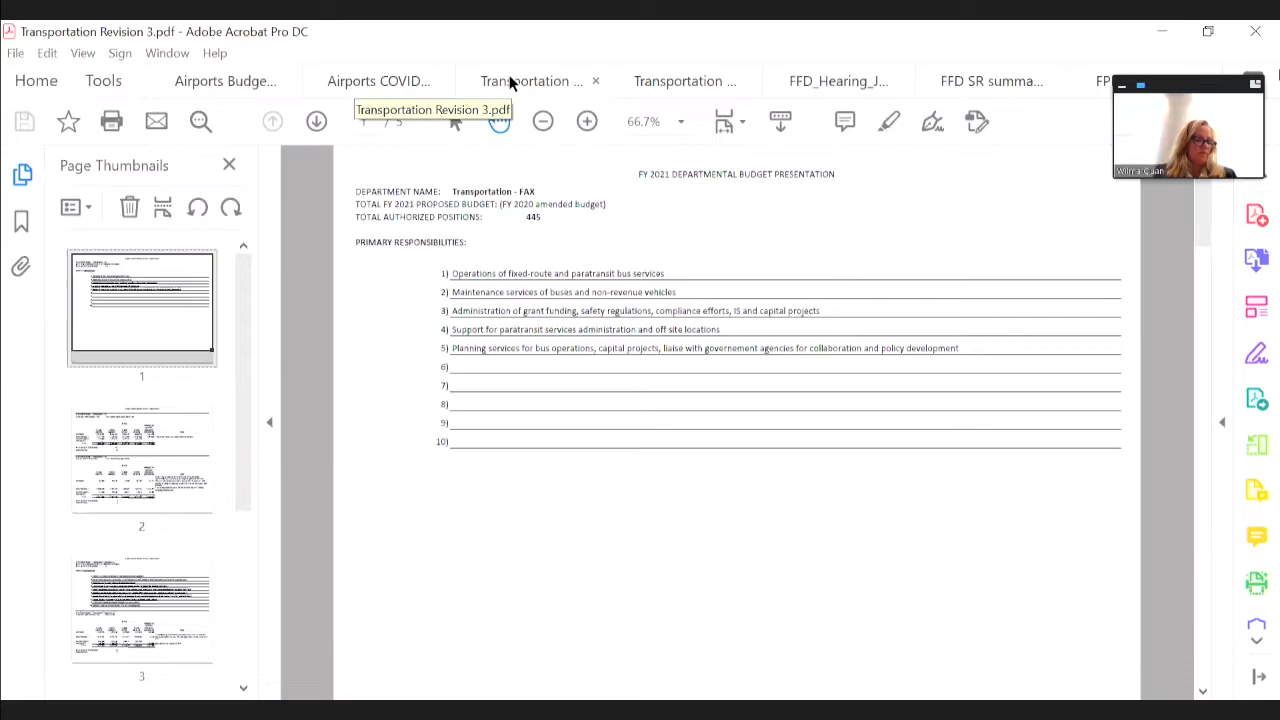 Transportation Revision 3.pdf - Adobe Acrobat Pro DC
File Edit View Sign Window Help
Home Tools Airports Budge... Airports COVID... Transportation ... Transportation ... FFD_Hearing_J... FFD SR summa...
Transportation Revision 3.pdf
/ 5 66.7%
Page Thumbnails
Wilma Quan
FY 2021 DEPARTMENTAL BUDGET PRESENTATION
DEPARTMENT NAME: Transportation - FAX
TOTAL FY 2021 PROPOSED BUDGET: (FY 2020 amended budget)
TOTAL AUTHORIZED POSITIONS: 445
PRIMARY RESPONSIBILITIES:
1) Operations of fixed-route and paratransit bus services
2) Maintenance services of buses and non-revenue vehicles
3) Administration of grant funding, safety regulations, compliance efforts, IS and capital projects
4) Support for paratransit services administration and off site locations
5) Planning services for bus operations, capital projects, liaise with governement agencies for collaboration and policy development
6)
7)
8)
9)
10)
1
2
3